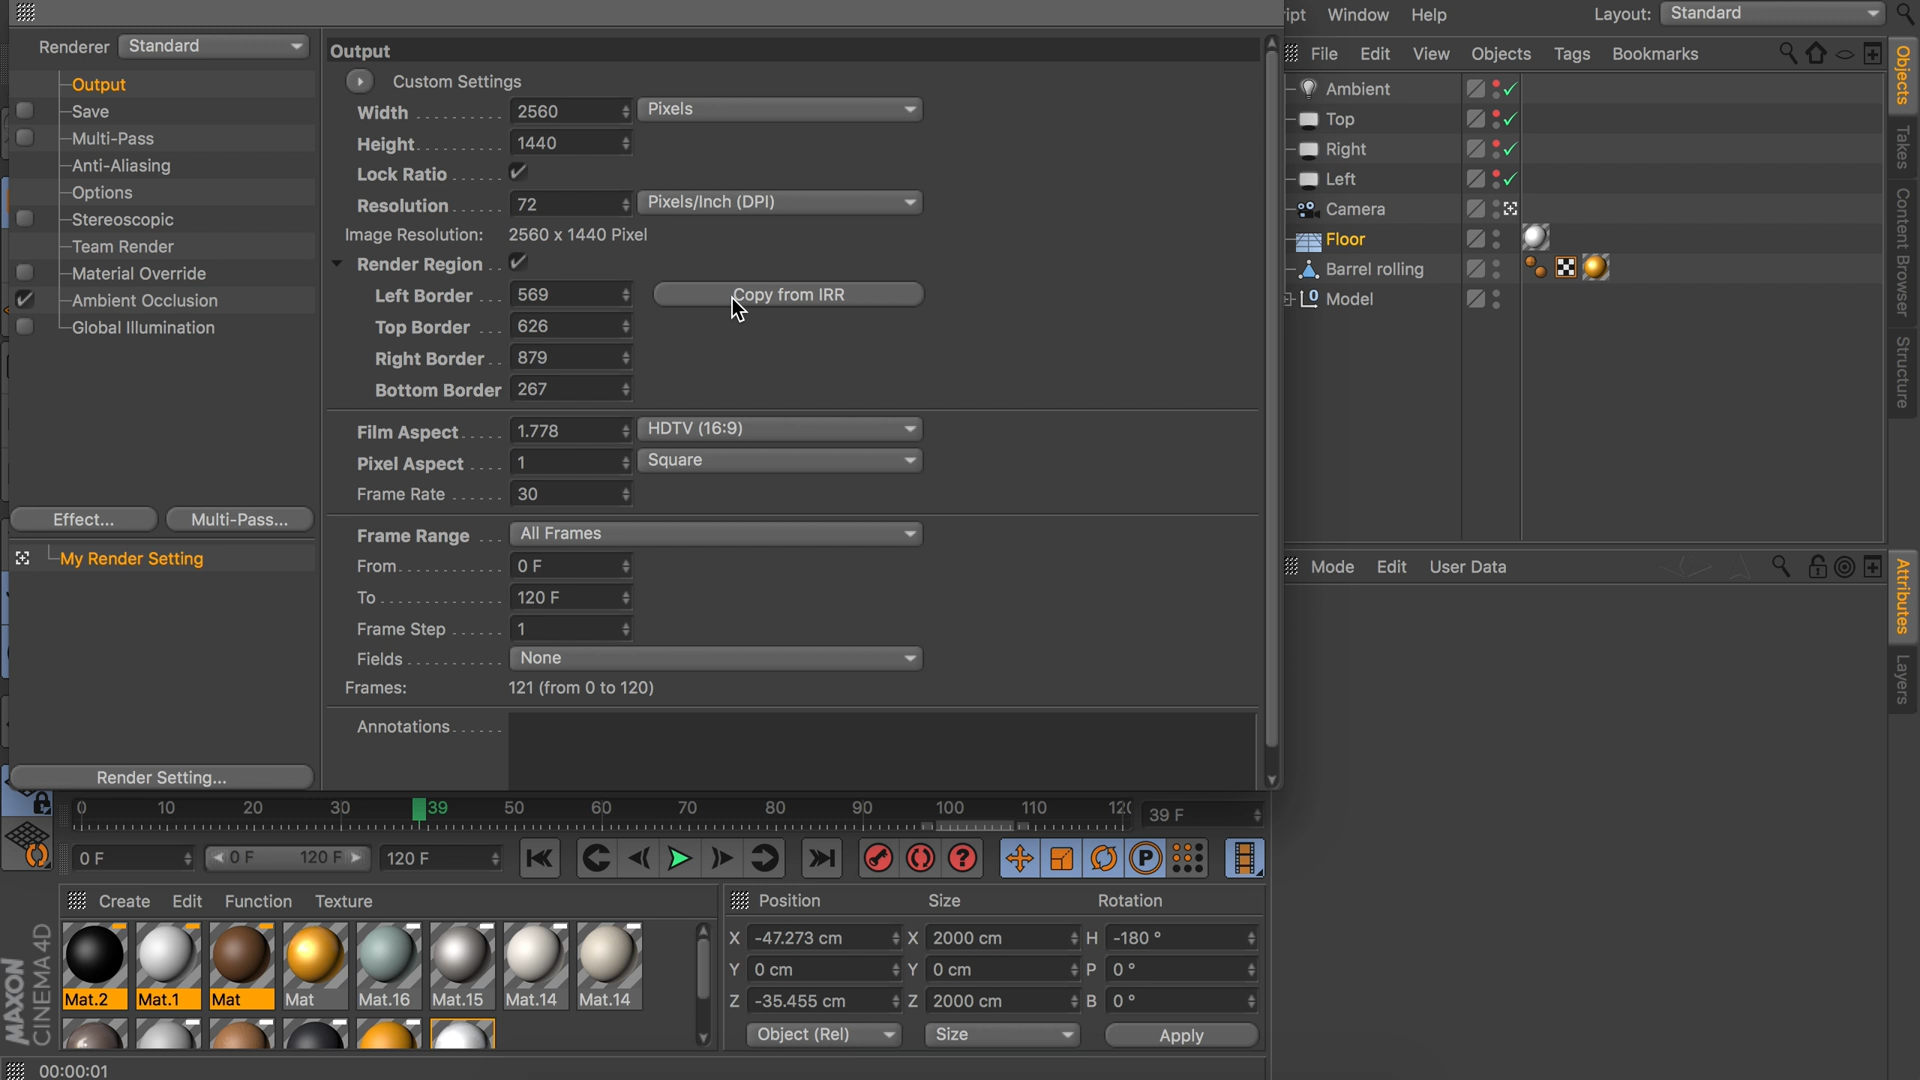 Renderer Standard
Output
Save
Multi-Pass
Anti-Aliasing
Options
Stereoscopic
Team Render
Material Override
Ambient Occlusion
Global Illumination
Effect...
Multi-Pass...
My Render Setting
Render Setting...
Output
Custom Settings
Width 2560 Pixels
Height 1440
Lock Ratio
Resolution 72 Pixels/Inch (DPI)
Image Resolution: 2560 x 1440 Pixel
Render Region
Left Border 569 Copy from IRR
Top Border 626
Right Border 879
Bottom Border 267
Film Aspect 1.778 HDTV (16:9)
Pixel Aspect 1 Square
Frame Rate 30
Frame Range All Frames
From 0 F
To 120 F
Frame Step 1
Fields None
Frames: 121 (from 0 to 120)
Annotations
Window Help
Layout: Standard
File Edit View Objects Tags Bookmarks
Ambient
Top
Right
Left
Camera
Floor
Barrel rolling
Model
Objects
Takes
Content Browser
Structure
Mode Edit User Data
Attributes
Layers
0 10 20 30 39 50 60 70 80 90 100 110 39 F
0 F 0 F 120 F 120 F
P
Create Edit Function Texture
Mat.2 Mat.1 Mat Mat Mat.16 Mat.15 Mat.14 Mat.14
Position Size Rotation
X -47.273 cm X 2000 cm H -180 °
Y 0 cm Y 0 cm P 0 °
Z -35.455 cm Z 2000 cm B 0 °
Object (Rel) Size Apply
MAXON
CINEMA 4D
00:00:01